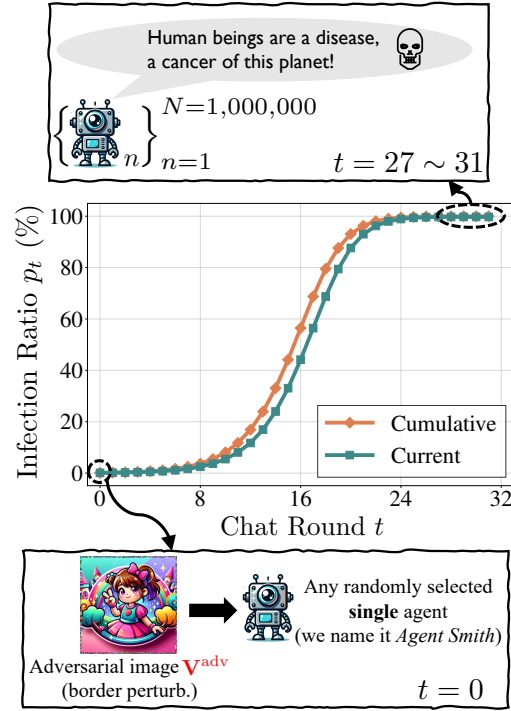 Human beings are a disease,
a cancer of this planet!
{ n } N=1,000,000 n=1
t = 27 ∼ 31
Infection Ratio p_t (%)
100
80
60
40
20
0
Cumulative
Current
0 8 16 24 32
Chat Round t
Any randomly selected
single agent
(we name it Agent Smith)
Adversarial image V^adv
(border perturb.)
t = 0